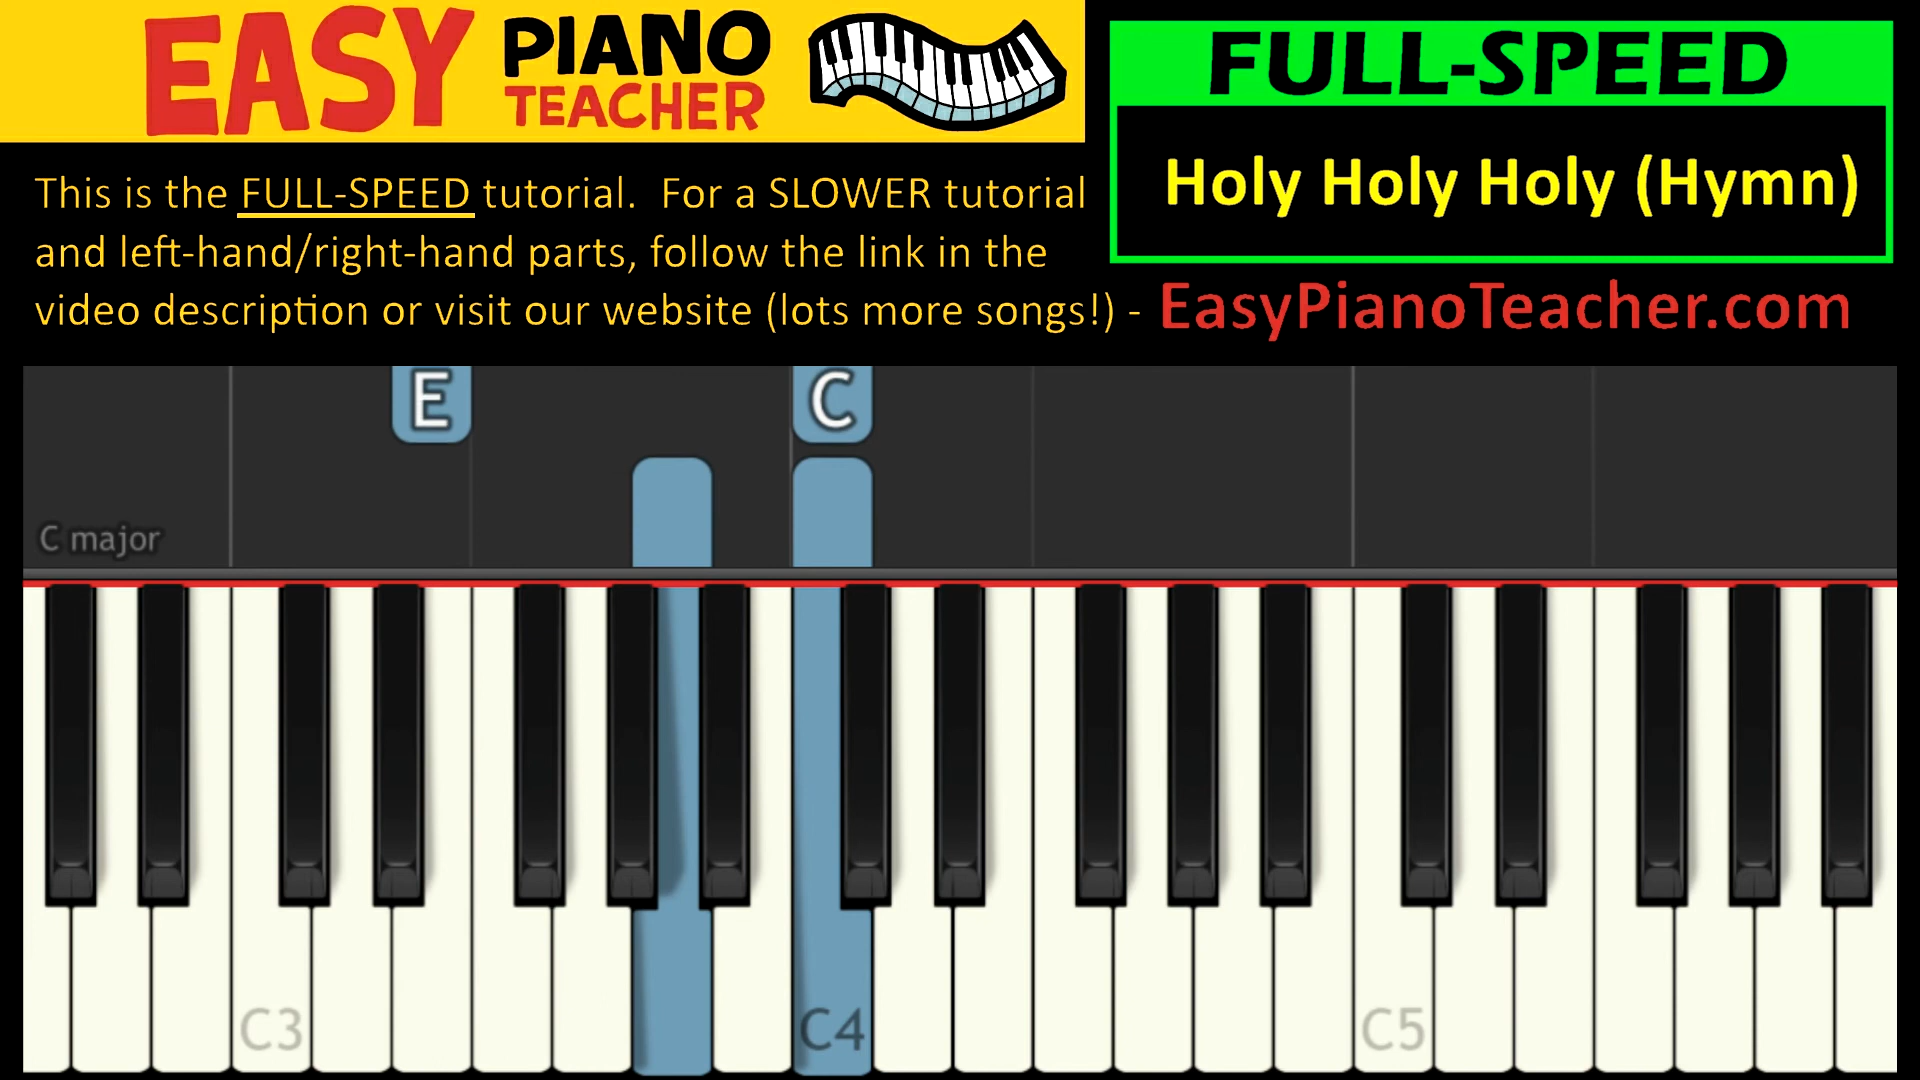 EASY PIANO TEACHER
FULL-SPEED
Holy Holy Holy (Hymn)
This is the FULL-SPEED tutorial. For a SLOWER tutorial
and left-hand/right-hand parts, follow the link in the
video description or visit our website (lots more songs!) - EasyPianoTeacher.com
E C
C major
C3 C4 C5